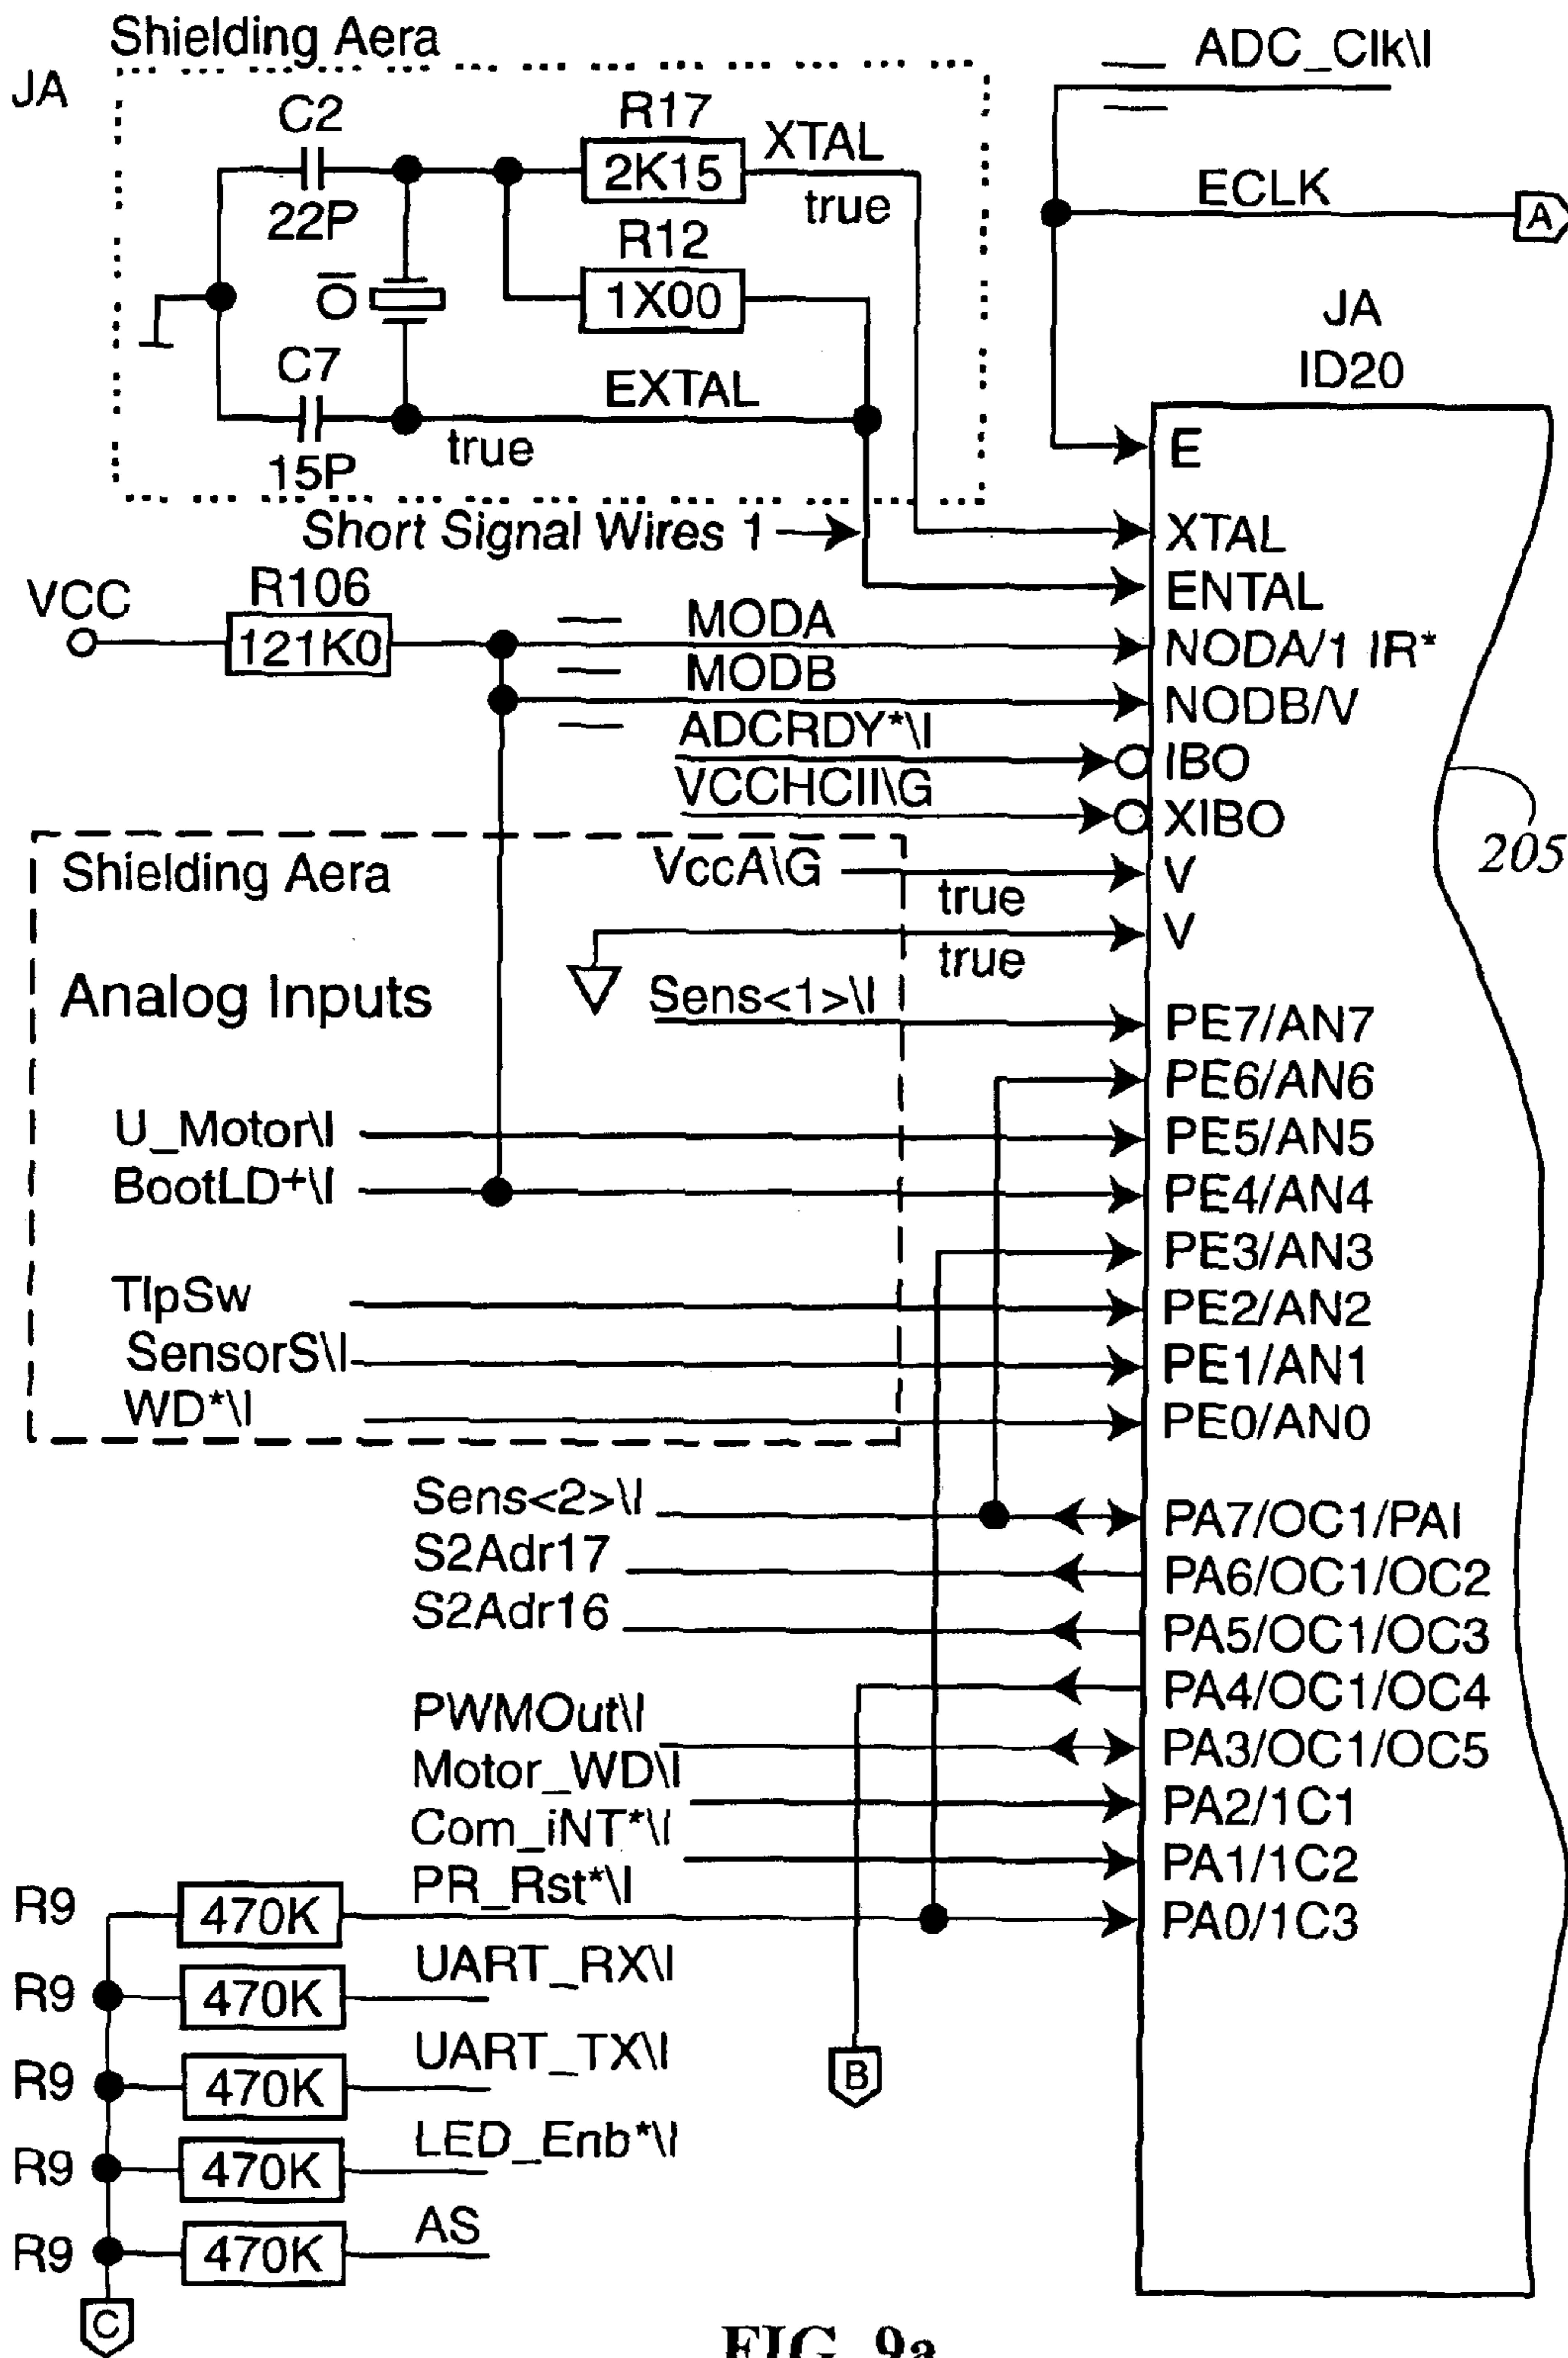 Shielding Aera
ADC_Clk\I
JA
C2
R17
XTAL
2K15
true
22P
ECLK
A
R12
O
1X00
JA
C7
ID20
EXTAL
true
E
15P
Short Signal Wires 1
XTAL
ENTAL
VCC
R106
121K0
MODA
NODA/1 IR*
MODB
NODB/V
ADCRDY*\I
IBO
VCCHCII\G
XIBO
205
Shielding Aera
VccA\G
V
true
V
true
Analog Inputs
Sens<1>\I
PE7/AN7
PE6/AN6
U_Motor\I
PE5/AN5
BootLD+\I
PE4/AN4
PE3/AN3
TlpSw
PE2/AN2
SensorS\I
PE1/AN1
WD*\I
PE0/AN0
Sens<2>\I
PA7/OC1/PAI
S2Adr17
PA6/OC1/OC2
S2Adr16
PA5/OC1/OC3
PA4/OC1/OC4
PWMOut\I
PA3/OC1/OC5
Motor_WD\I
PA2/1C1
Com_iNT*\I
PA1/1C2
PR_Rst*\I
R9
470K
PA0/1C3
UART_RX\I
R9
470K
UART_TX\I
R9
470K
B
LED_Enb*\I
R9
470K
AS
R9
470K
C
FIG. 9a